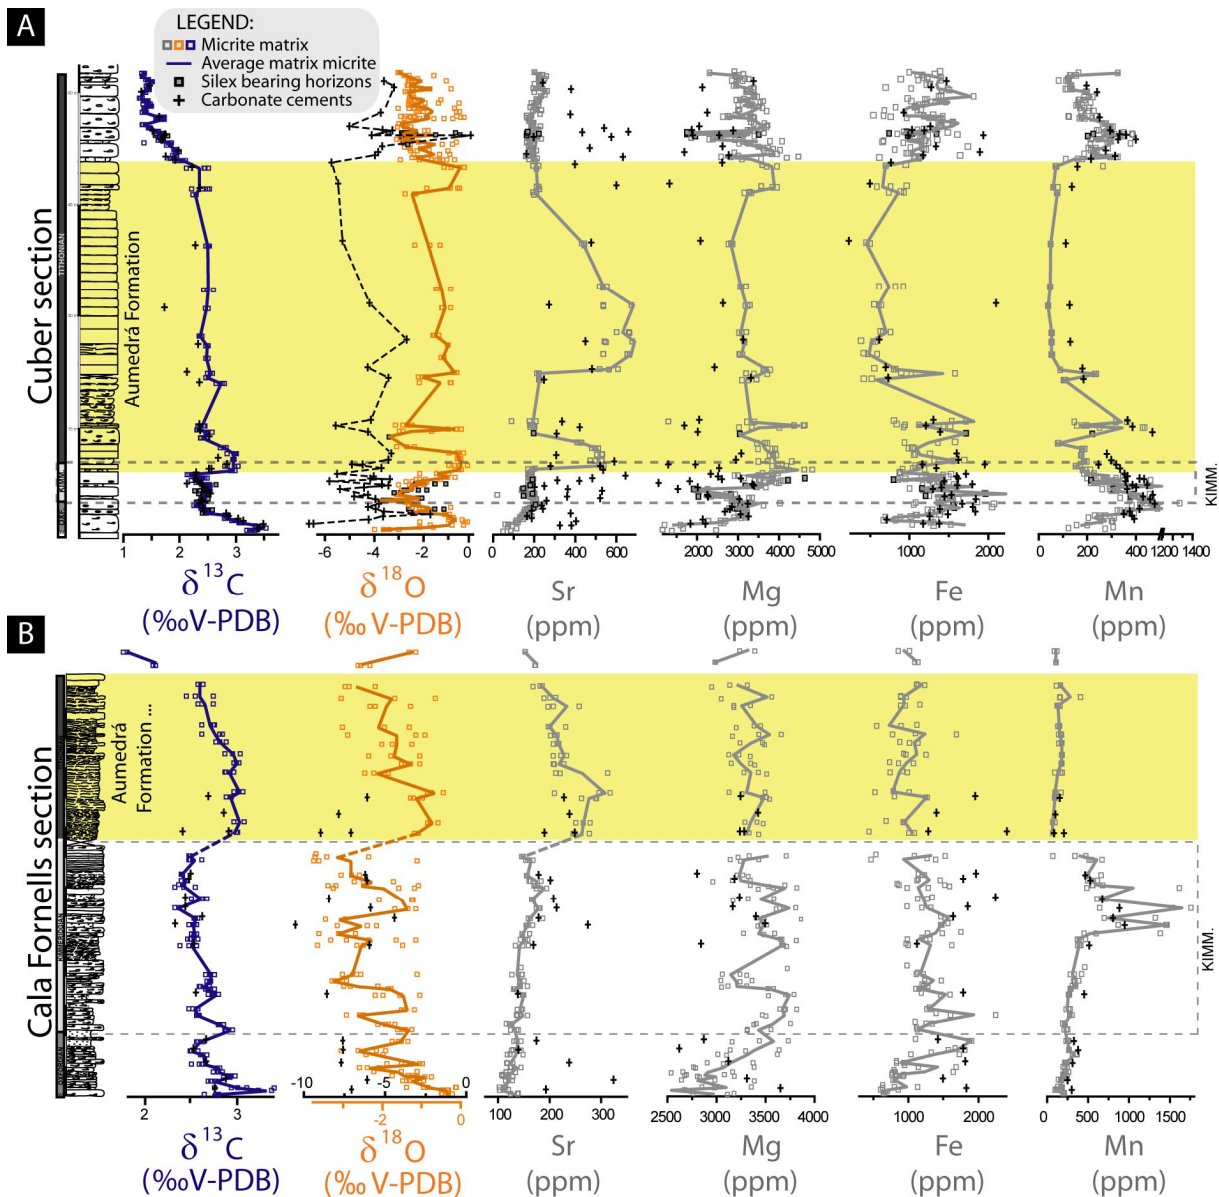 A
LEGEND:
Micrite matrix
Average matrix micrite
Silex bearing horizons
Carbonate cements
Cuber section
TITHONIAN
Aumedrá Formation
KIMM.
KIMM.
1 2 3
-6 -4 -2 0
0 200 400 600
2000 3000 4000 5000
1000 2000
0 200 400 1200 1400
δ13C
(‰V-PDB)
δ18O
(‰ V-PDB)
Sr
(ppm)
Mg
(ppm)
Fe
(ppm)
Mn
(ppm)
B
Cala Fornells section
Aumedrá
Formation ...
KIMMERIDGIAN
KIMM.
2 3
-10 -5 0
-2 0
100 200 300
2500 3000 3500 4000
0 1000 2000
0 500 1000 1500
δ13C
(‰V-PDB)
δ18O
(‰ V-PDB)
Sr
(ppm)
Mg
(ppm)
Fe
(ppm)
Mn
(ppm)